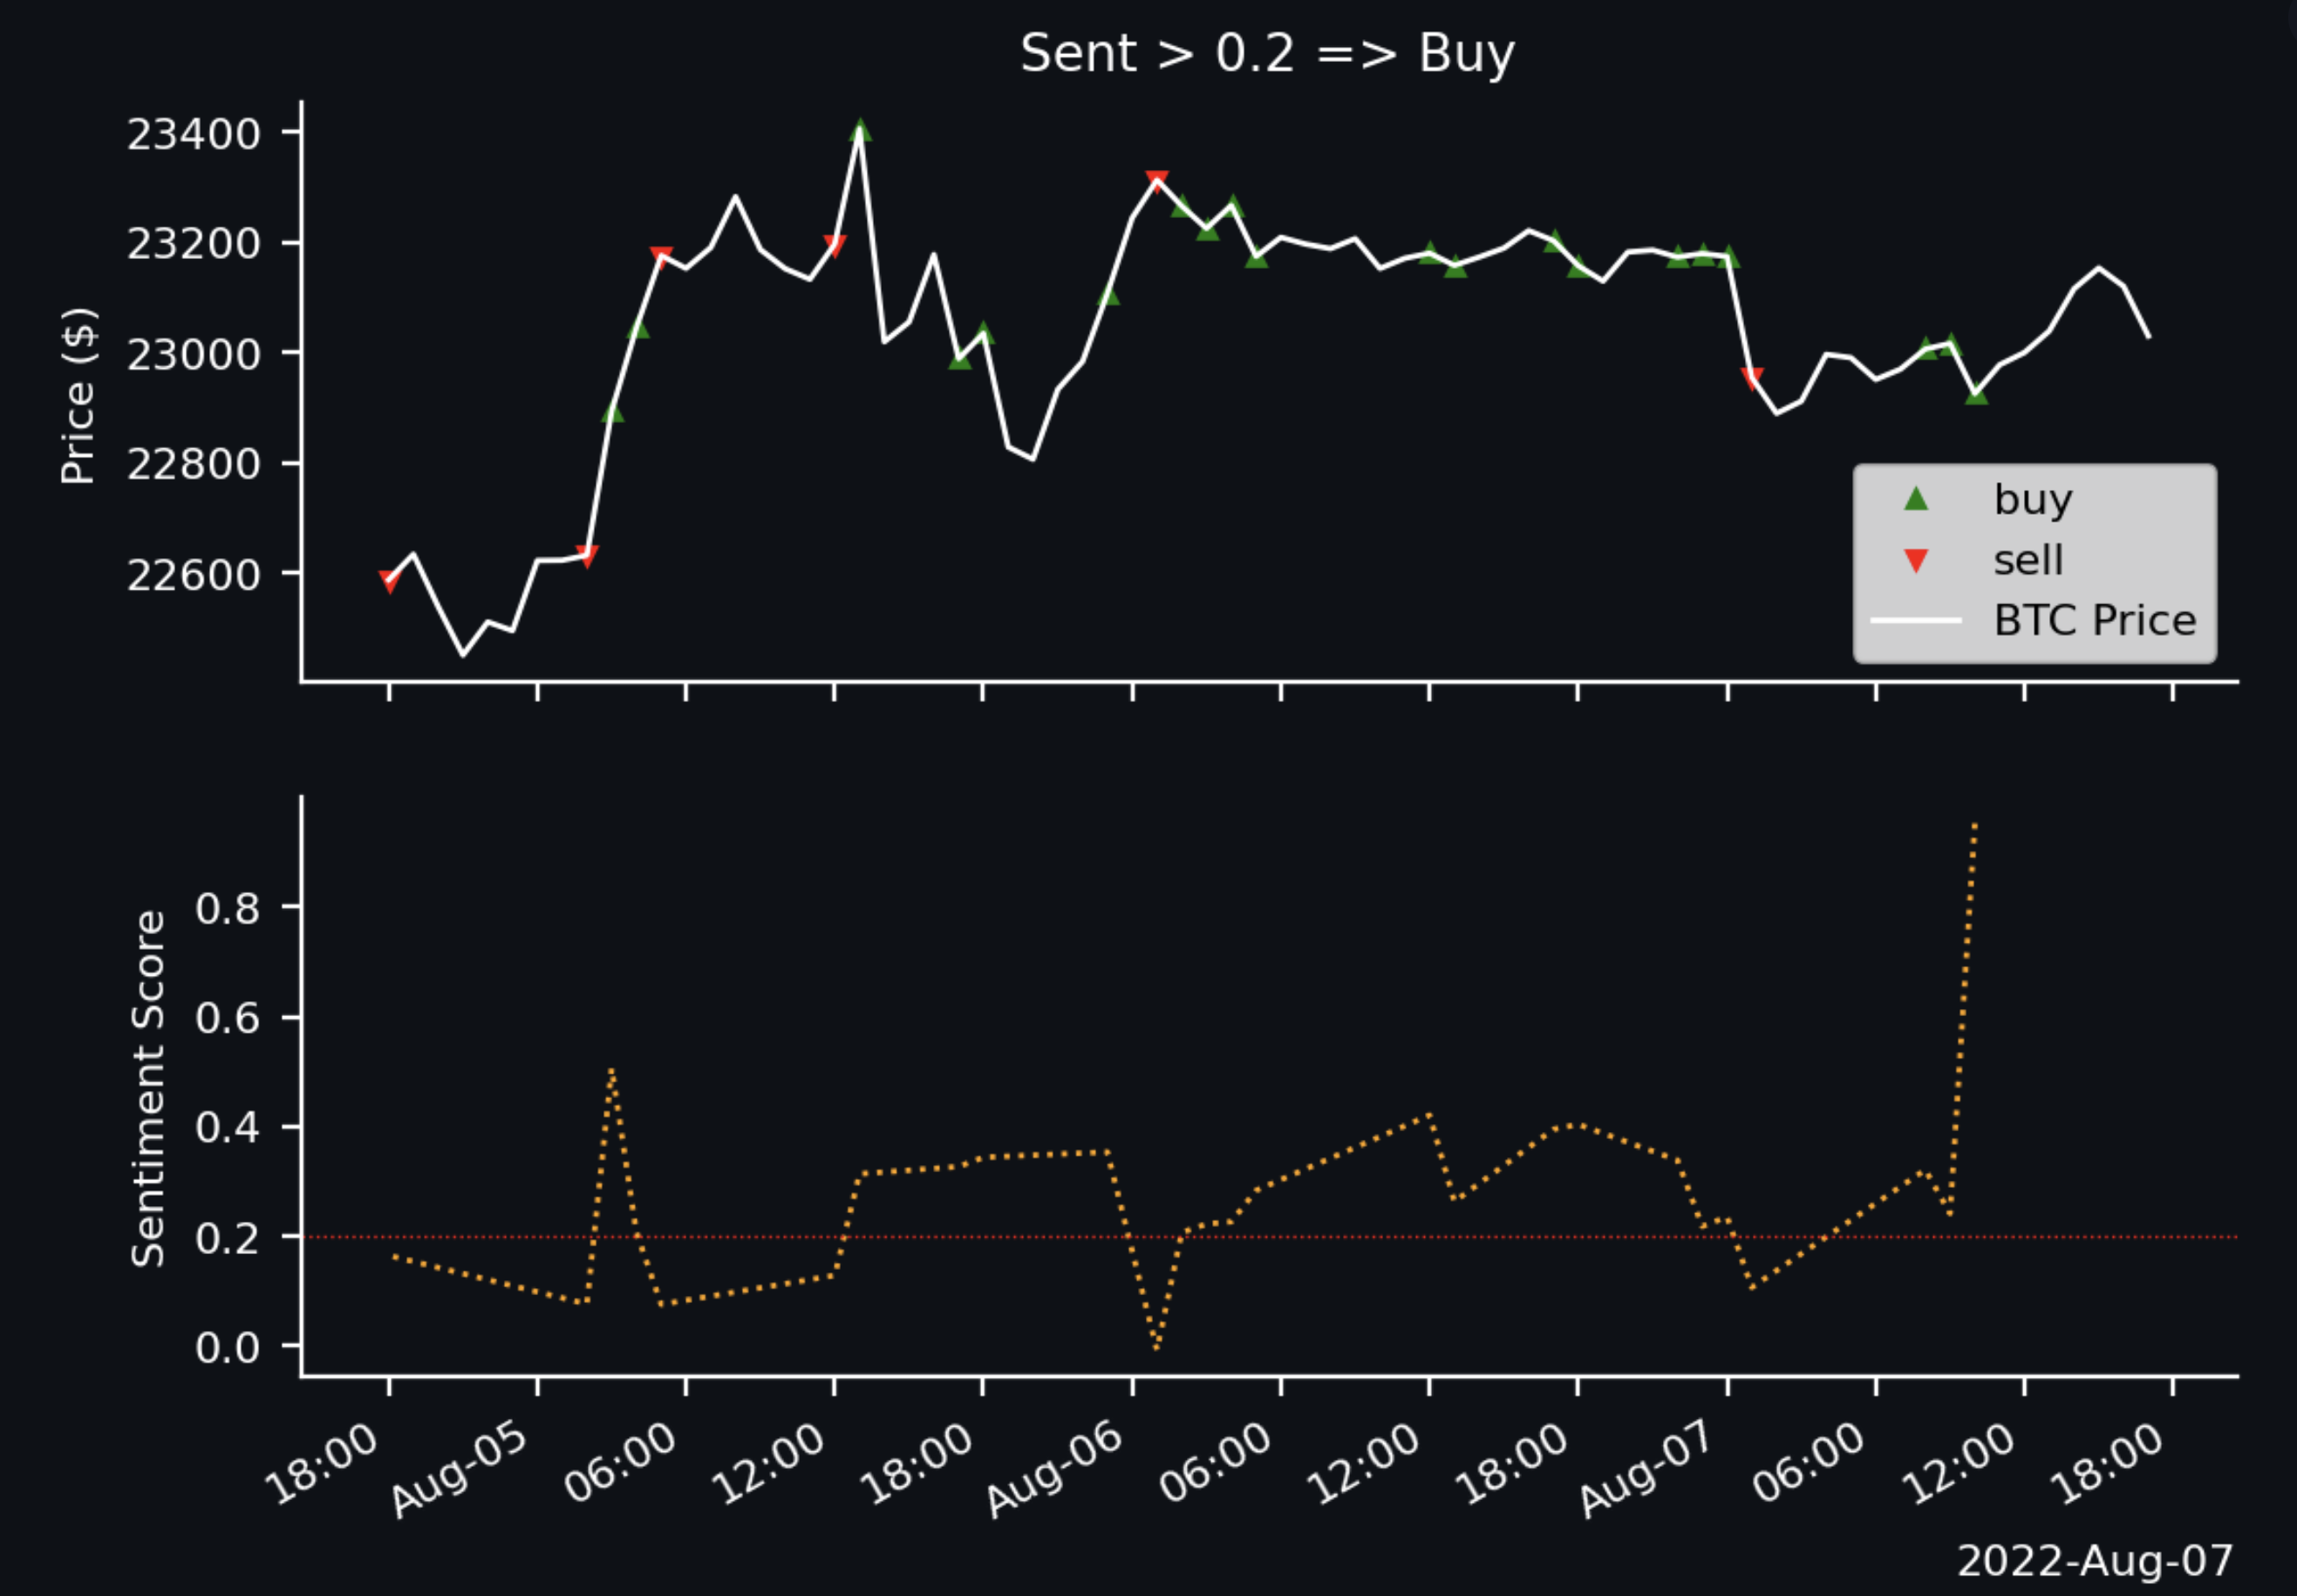 Sent > 0.2 => Buy
23400
23200
23000
22800
22600
Price ($)
buy
sell
BTC Price
0.8
0.6
0.4
0.2
0.0
Sentiment Score
18:00
Aug-05
06:00
12:00
18:00
Aug-06
06:00
12:00
18:00
Aug-07
06:00
12:00
18:00
2022-Aug-07